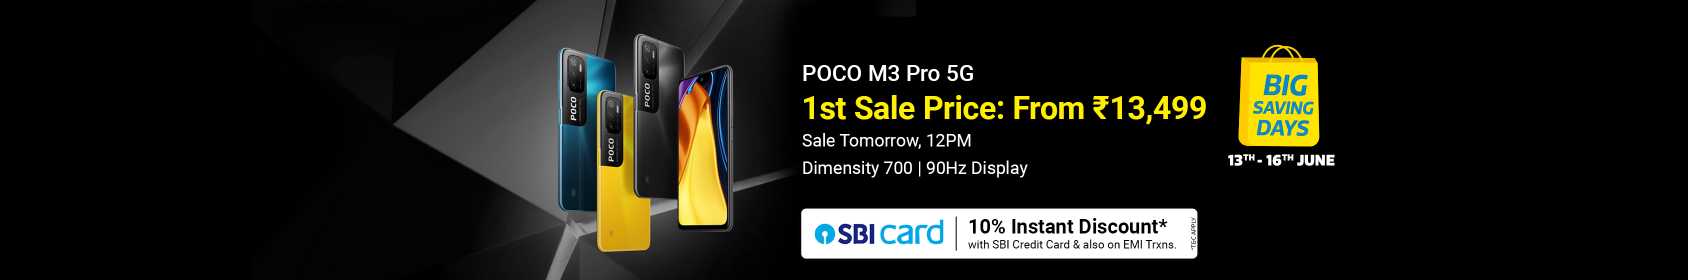 POCO
POCO
POCO
POCO M3 Pro 5G
1st Sale Price: From ₹13,499
Sale Tomorrow, 12PM
Dimensity 700 | 90Hz Display
SBI card
10% Instant Discount*
with SBI Credit Card & also on EMI Trxns.
*T&C APPLY
BIG
SAVING
DAYS
13TH - 16TH JUNE